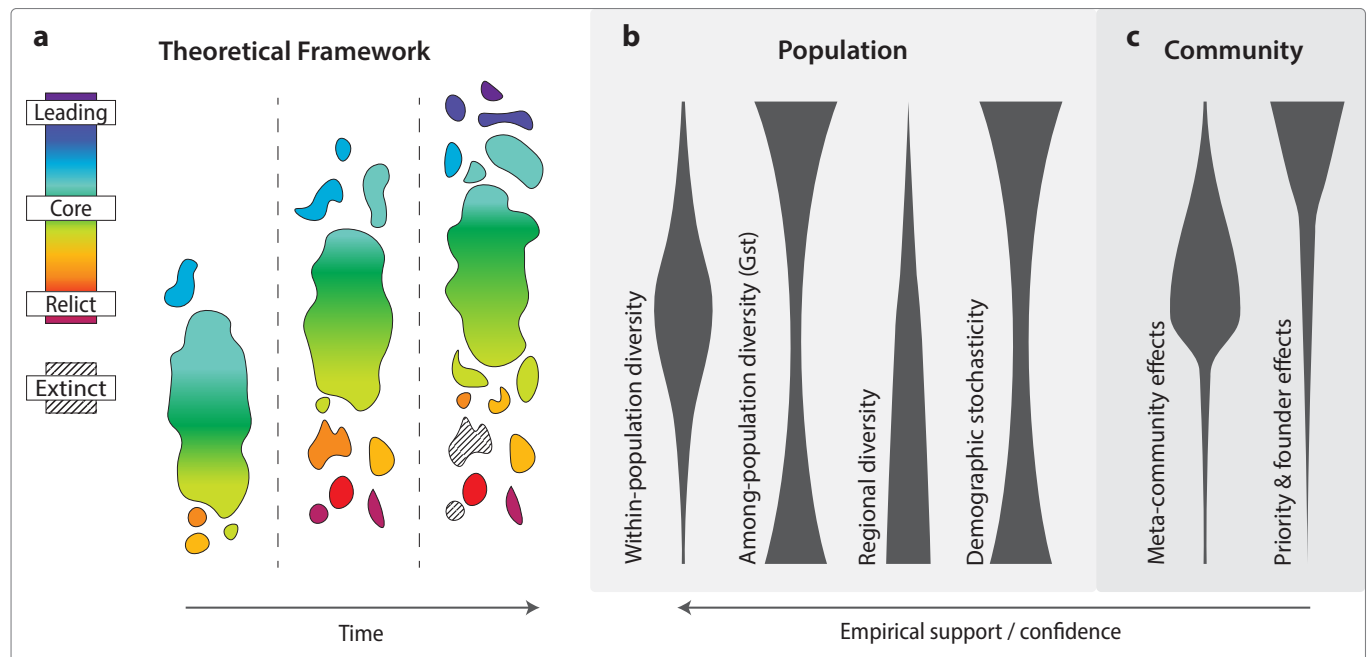 a
Theoretical Framework
Leading
Core
Relict
Extinct
Time
b
Population
Within-population diversity
Among-population diversity (Gst)
Regional diversity
Demographic stochasticity
c
Community
Meta-community effects
Priority & founder effects
Empirical support / confidence